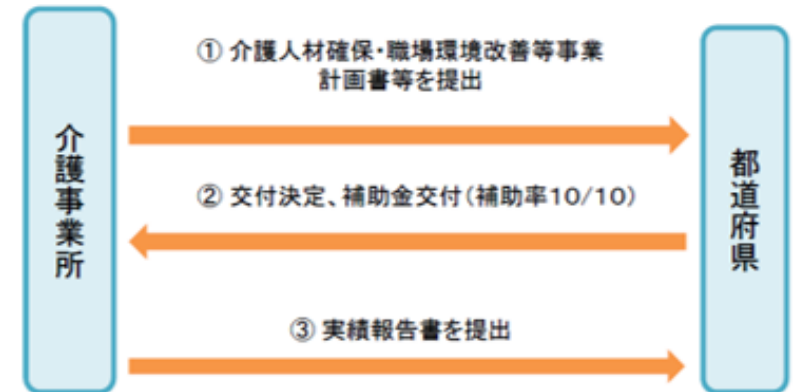 ① 介護人材確保・職場環境改善等事業
計画書等を提出
介護事業所
都道府県
② 交付決定、補助金交付（補助率10/10）
③ 実績報告書を提出